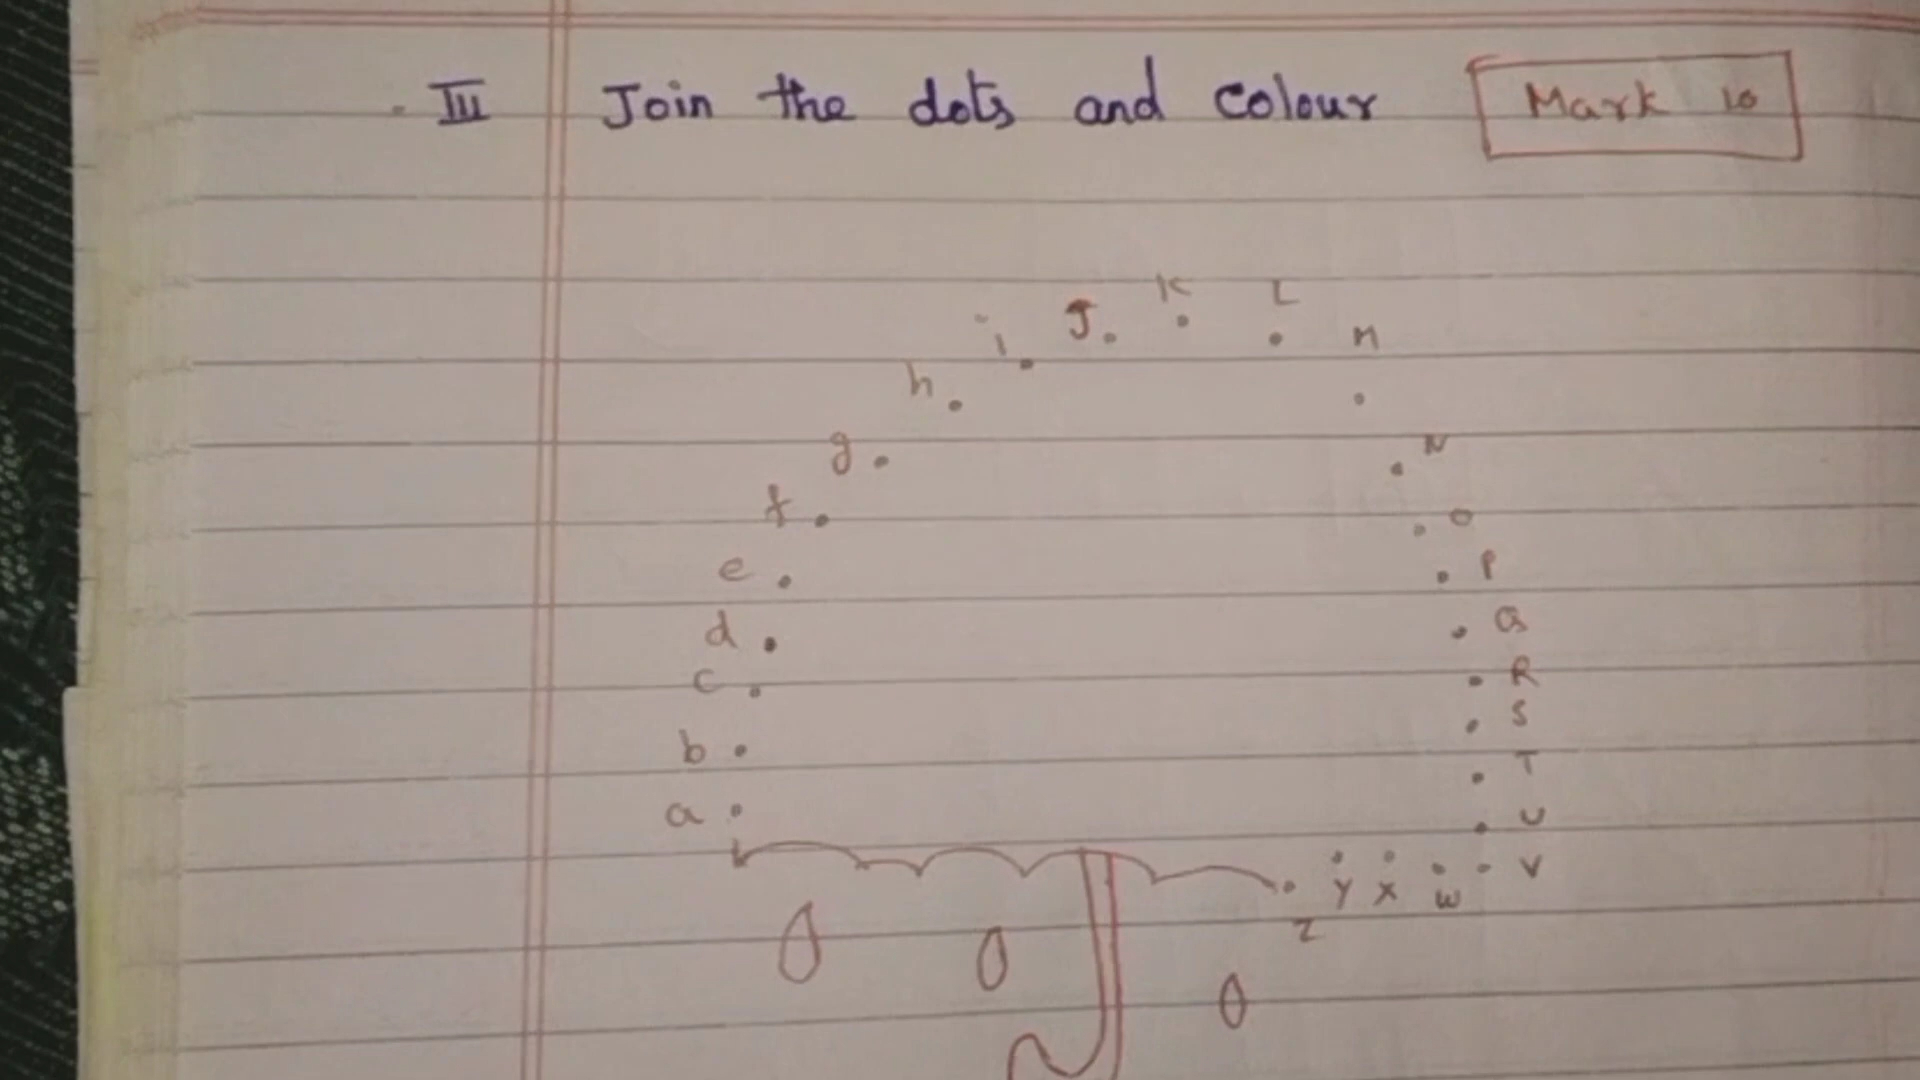 III Join the dots and colour Mark 10
K L
i J M
h
g N
f O
e P
d Q
c R
S
b T
a U
Y X W V
Z